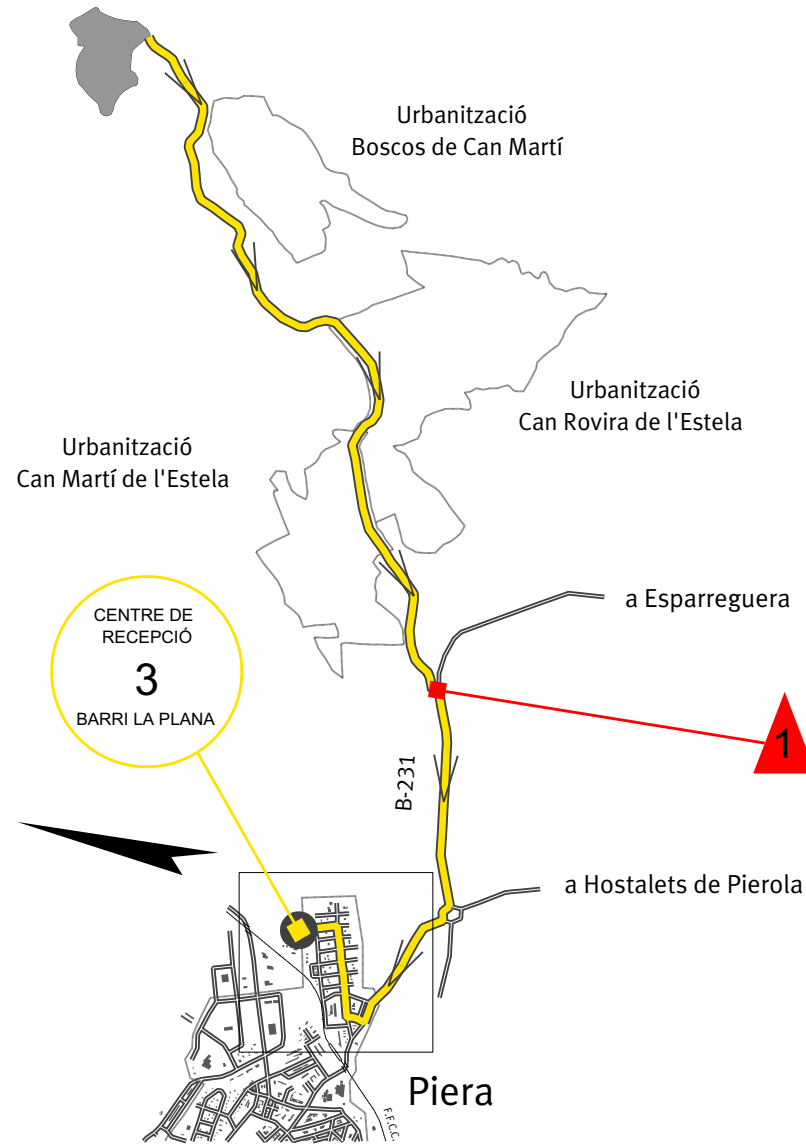 Urbanització
Boscos de Can Martí
Urbanització
Can Rovira de l'Estela
Urbanització
Can Martí de l'Estela
a Esparreguera
CENTRE DE
RECEPCIÓ
3
BARRI LA PLANA
1
B-231
a Hostalets de Pierola
Piera
F.F.C.C.